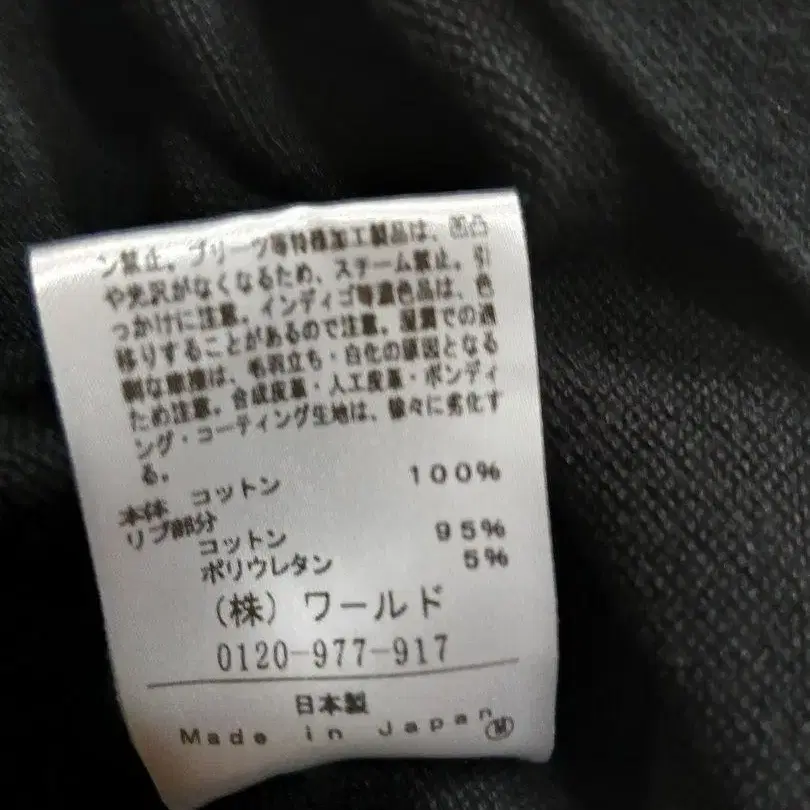 ン禁止。プリーツ等特種加工製品は、凹凸
や光沢がなくなるため、スチーム禁止。引
っかけに注意。インディゴ等濃色品は、色
移りすることがあるので注意。湿潤での過
剰な摩擦は、毛羽立ち・白化の原因となる
ため注意。合成皮革・人工皮革・ボンディ
ング・コーティング生地は、徐々に劣化す
る。
本体 コットン 100%
リブ部分
コットン 95%
ポリウレタン 5%
(株) ワールド
0120-977-917
日本製
Made in Japan Ⓜ